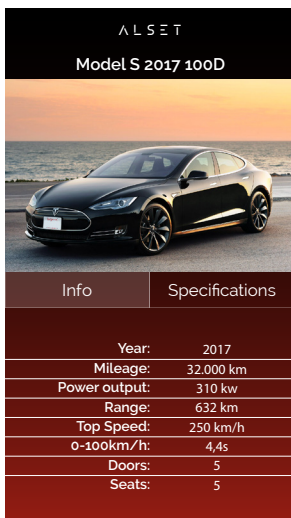 ALSET
Model S 2017 100D
Info Specifications
Year: 2017
Mileage: 32.000 km
Power output: 310 kw
Range: 632 km
Top Speed: 250 km/h
0-100km/h: 4,4s
Doors: 5
Seats: 5